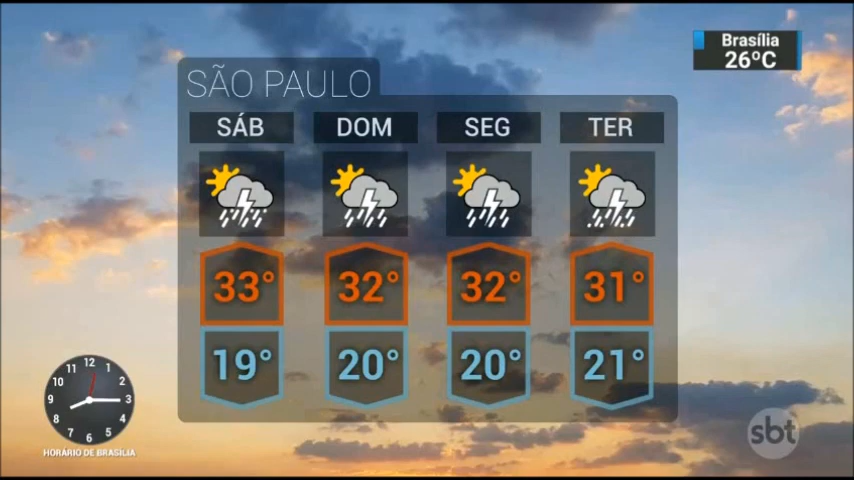 Brasília
26ºC
SÃO PAULO
SÁB DOM SEG TER
33° 32° 32° 31°
19° 20° 20° 21°
12
11 1
10 2
9 3
8 4
7 5
6
HORÁRIO DE BRASÍLIA
sbt